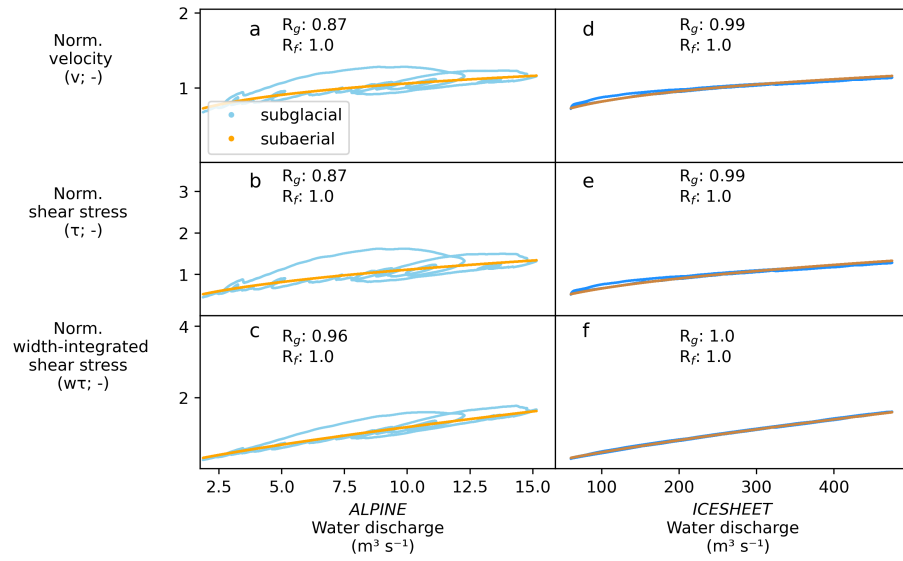 Norm.
velocity
(v; -)
2
1
a
R_g: 0.87
R_f: 1.0
subglacial
subaerial
d
R_g: 0.99
R_f: 1.0
Norm.
shear stress
(τ; -)
3
2
1
b
R_g: 0.87
R_f: 1.0
e
R_g: 0.99
R_f: 1.0
Norm.
width-integrated
shear stress
(wτ; -)
4
2
c
R_g: 0.96
R_f: 1.0
f
R_g: 1.0
R_f: 1.0
2.5 5.0 7.5 10.0 12.5 15.0
ALPINE
Water discharge
(m³ s⁻¹)
100 200 300 400
ICESHEET
Water discharge
(m³ s⁻¹)